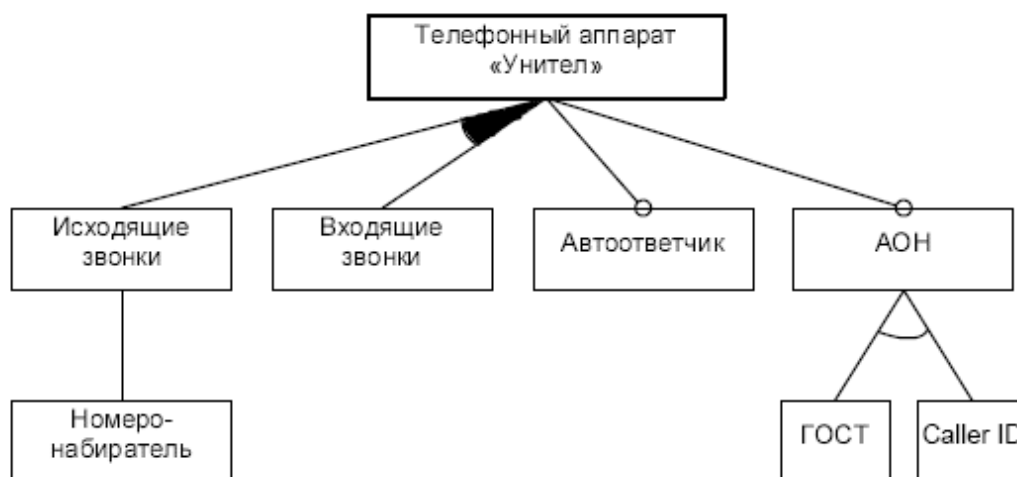 Телефонный аппарат
«Унител»
Исходящие
звонки
Входящие
звонки
Автоответчик
АОН
Номеро-
набиратель
ГОСТ
Caller ID